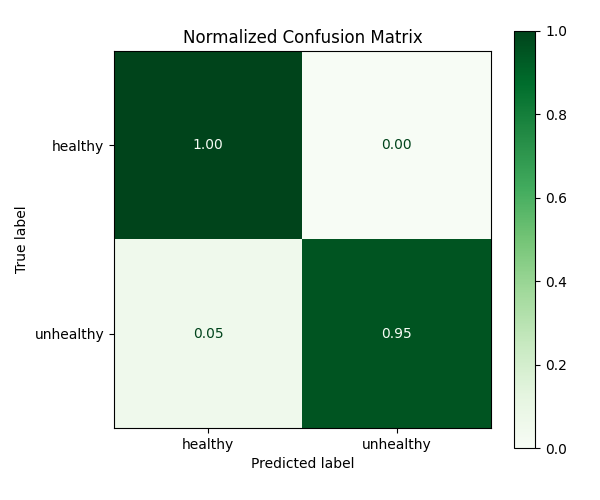 Normalized Confusion Matrix
1.0
healthy
1.00
0.00
0.8
0.6
True label
0.4
unhealthy
0.05
0.95
0.2
0.0
healthy
unhealthy
Predicted label